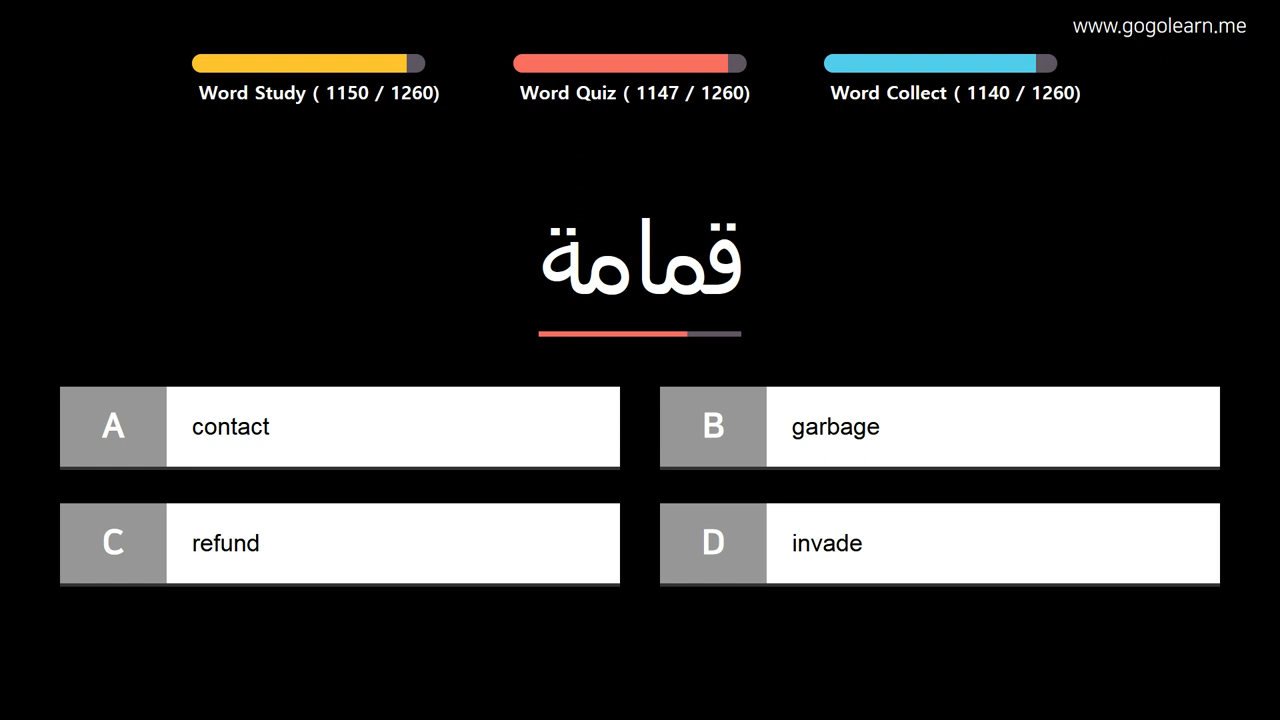 www.gogolearn.me
Word Study ( 1150 / 1260)
Word Quiz ( 1147 / 1260)
Word Collect ( 1140 / 1260)
قمامة
A contact
B garbage
C refund
D invade